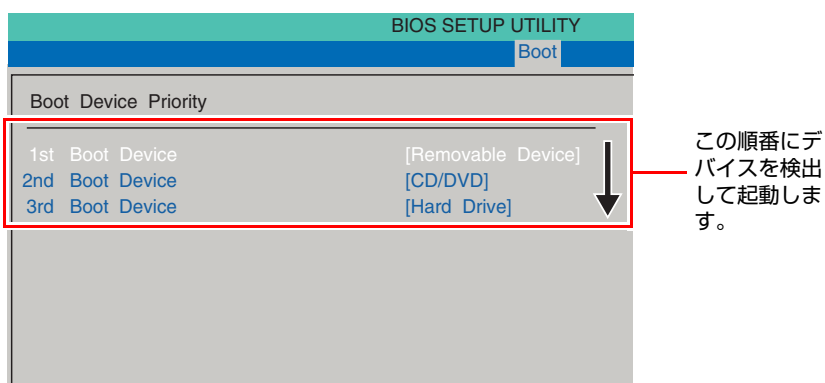 BIOS SETUP UTILITY
Boot
Boot Device Priority
1st Boot Device [Removable Device]
2nd Boot Device [CD/DVD]
3rd Boot Device [Hard Drive]
この順番にデ
バイスを検出
して起動しま
す。